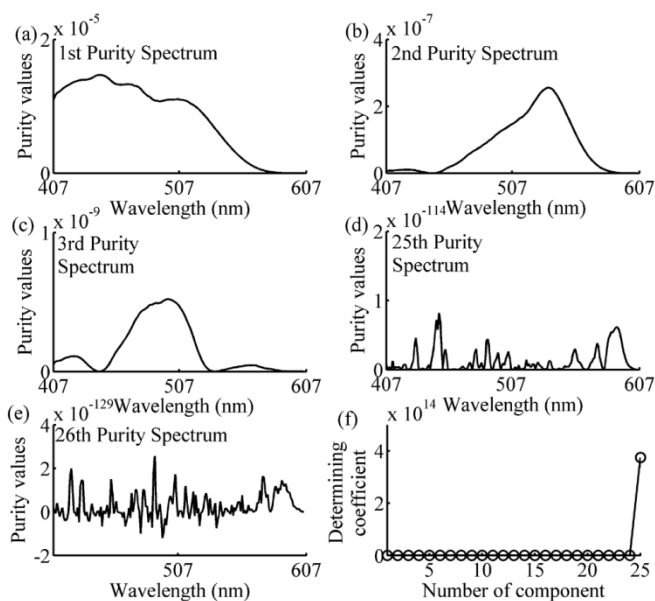 (a)
x 10^-5
2
1st Purity Spectrum
Purity values
1
0
407 507 607
Wavelength (nm)
(b)
x 10^-7
4
2nd Purity Spectrum
Purity values
2
0
407 507 607
Wavelength (nm)
(c)
x 10^-9
1
3rd Purity
Spectrum
Purity values
0
407 507 607
Wavelength (nm)
(d)
x 10^-114
2
25th Purity
Spectrum
Purity values
1
0
407 507 607
Wavelength (nm)
(e)
x 10^-129
4
26th Purity Spectrum
Purity values
2
0
-2
407 507 607
Wavelength (nm)
(f)
x 10^14
4
Determining
coefficient
2
0
5 10 15 20 25
Number of component